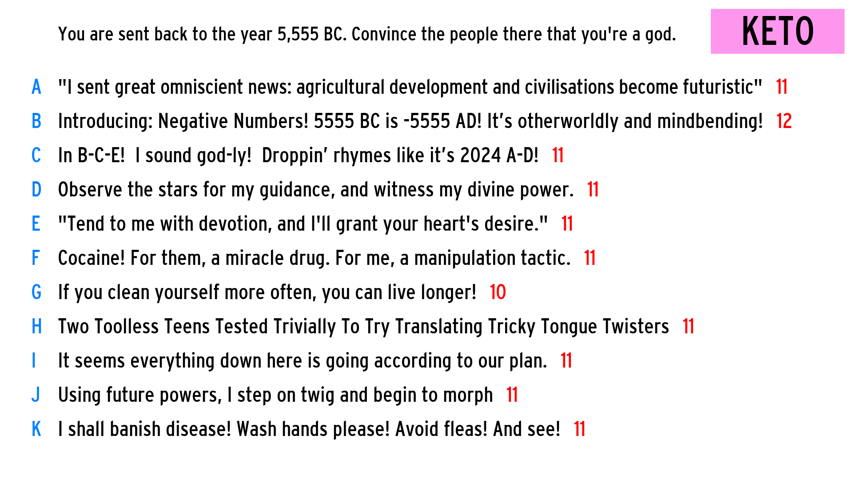 You are sent back to the year 5,555 BC. Convince the people there that you're a god.
KETO
A "I sent great omniscient news: agricultural development and civilisations become futuristic" 11
B Introducing: Negative Numbers! 5555 BC is -5555 AD! It's otherworldly and mindbending! 12
C In B-C-E! I sound god-ly! Droppin' rhymes like it's 2024 A-D! 11
D Observe the stars for my guidance, and witness my divine power. 11
E "Tend to me with devotion, and I'll grant your heart's desire." 11
F Cocaine! For them, a miracle drug. For me, a manipulation tactic. 11
G If you clean yourself more often, you can live longer! 10
H Two Toolless Teens Tested Trivially To Try Translating Tricky Tongue Twisters 11
I It seems everything down here is going according to our plan. 11
J Using future powers, I step on twig and begin to morph 11
K I shall banish disease! Wash hands please! Avoid fleas! And see! 11